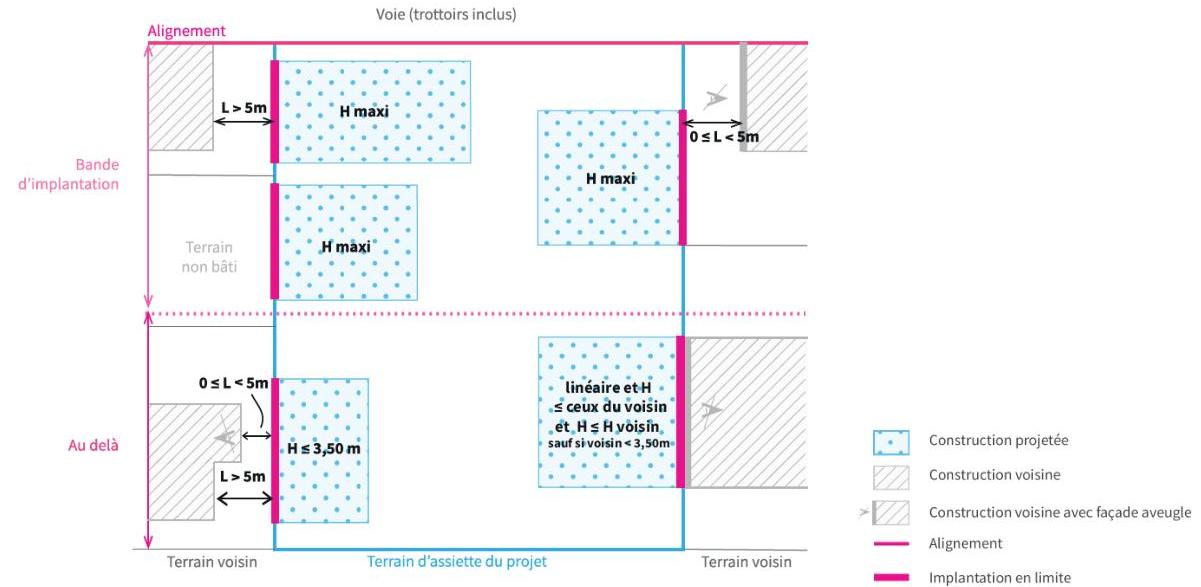 Voie (trottoirs inclus)
Alignement
L > 5m
H maxi
0 ≤ L < 5m
Bande
d’implantation
H maxi
Terrain
non bâti
H maxi
0 ≤ L < 5m
linéaire et H
≤ ceux du voisin
et H ≤ H voisin
sauf si voisin < 3,50m
Au delà
H ≤ 3,50 m
L > 5m
Terrain voisin
Terrain d’assiette du projet
Terrain voisin
Construction projetée
Construction voisine
Construction voisine avec façade aveugle
Alignement
Implantation en limite